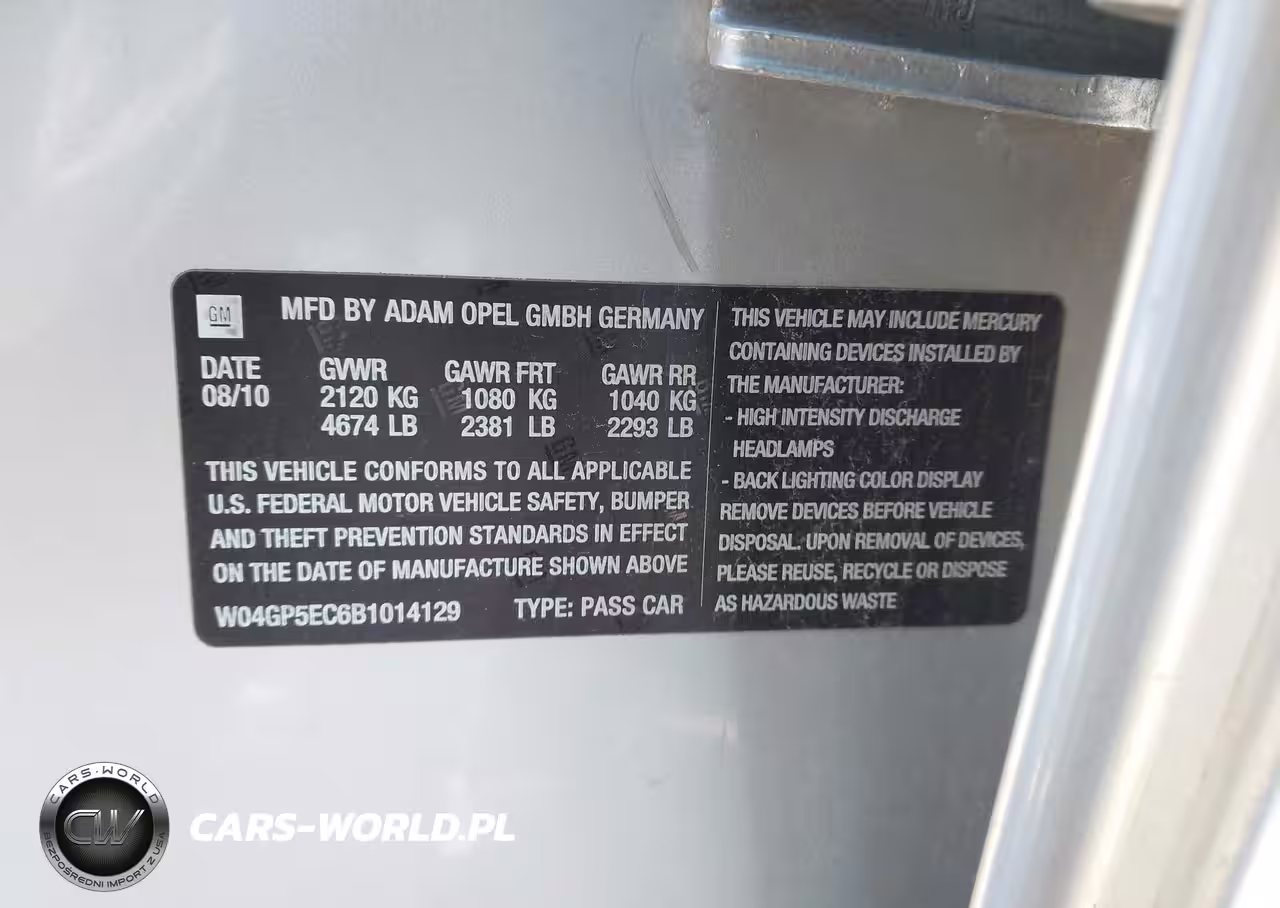 GM
MFD BY ADAM OPEL GMBH GERMANY
DATE GVWR GAWR FRT GAWR RR
08/10 2120 KG 1080 KG 1040 KG
4674 LB 2381 LB 2293 LB
THIS VEHICLE CONFORMS TO ALL APPLICABLE
U.S. FEDERAL MOTOR VEHICLE SAFETY, BUMPER
AND THEFT PREVENTION STANDARDS IN EFFECT
ON THE DATE OF MANUFACTURE SHOWN ABOVE
W04GP5EC6B1014129 TYPE: PASS CAR
THIS VEHICLE MAY INCLUDE MERCURY
CONTAINING DEVICES INSTALLED BY
THE MANUFACTURER:
- HIGH INTENSITY DISCHARGE
HEADLAMPS
- BACK LIGHTING COLOR DISPLAY
REMOVE DEVICES BEFORE VEHICLE
DISPOSAL. UPON REMOVAL OF DEVICES,
PLEASE REUSE, RECYCLE OR DISPOSE
AS HAZARDOUS WASTE
CARS-WORLD
CW
BEZPOŚREDNI IMPORT Z USA
CARS-WORLD.PL